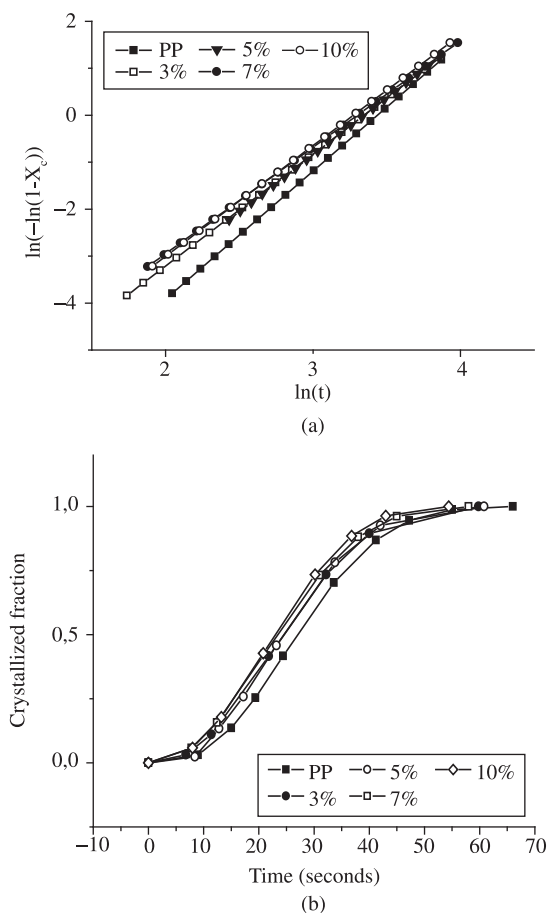 2
0
−2
−4
ln(−ln(1-X_c))
PP 5% 10%
3% 7%
2 3 4
ln(t)
(a)
1,0
0,5
0,0
Crystallized fraction
PP 5% 10%
3% 7%
−10 0 10 20 30 40 50 60 70
Time (seconds)
(b)